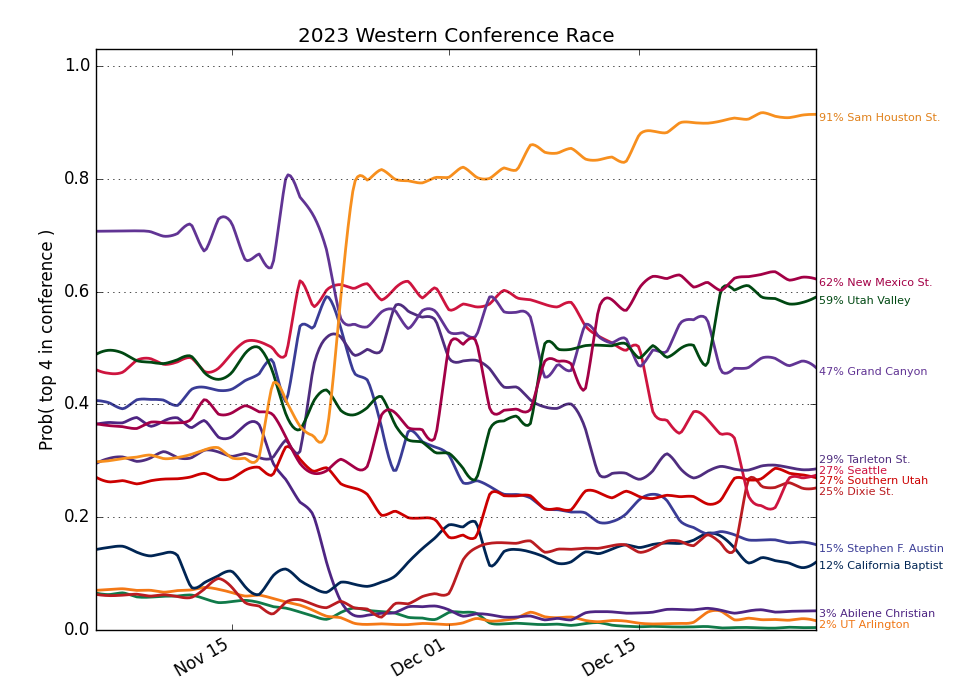 2023 Western Conference Race
Prob( top 4 in conference )
1.0
0.8
0.6
0.4
0.2
0.0
Nov 15
Dec 01
Dec 15
91% Sam Houston St.
62% New Mexico St.
59% Utah Valley
47% Grand Canyon
29% Tarleton St.
27% Seattle
27% Southern Utah
25% Dixie St.
15% Stephen F. Austin
12% California Baptist
3% Abilene Christian
2% UT Arlington